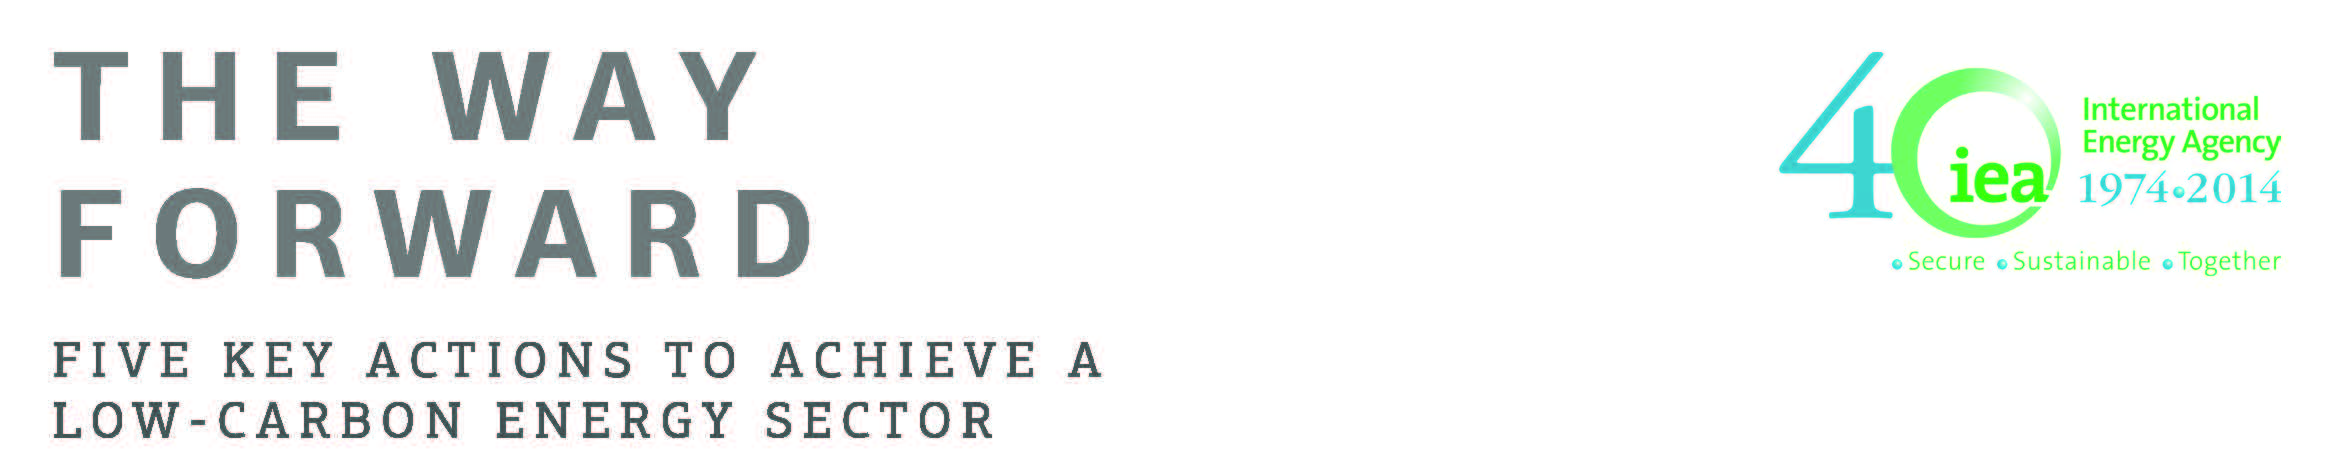 THE WAY
FORWARD
FIVE KEY ACTIONS TO ACHIEVE A
LOW-CARBON ENERGY SECTOR
40
iea
International
Energy Agency
1974•2014
• Secure • Sustainable • Together